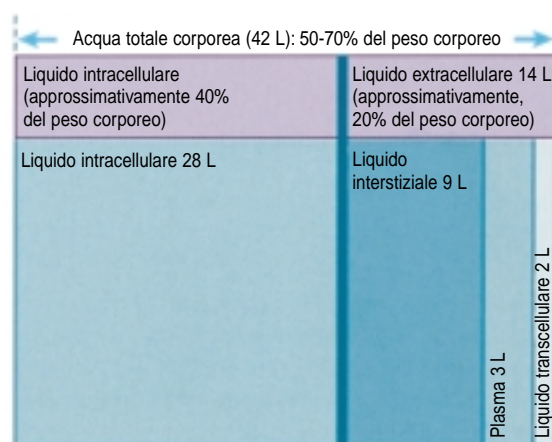 Acqua totale corporea (42 L): 50-70% del peso corporeo
Liquido intracellulare
(approssimativamente 40%
del peso corporeo)
Liquido extracellulare 14 L
(approssimativamente,
20% del peso corporeo)
Liquido intracellulare 28 L
Liquido
interstiziale 9 L
Plasma 3 L
Liquido transcellulare 2 L